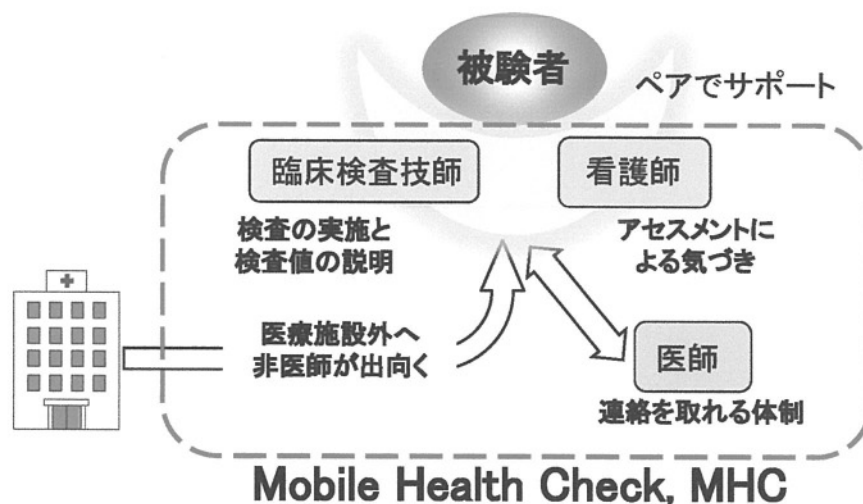 被験者
ペアでサポート
臨床検査技師
看護師
検査の実施と
検査値の説明
アセスメントに
よる気づき
医療施設外へ
非医師が出向く
医師
連絡を取れる体制
Mobile Health Check, MHC